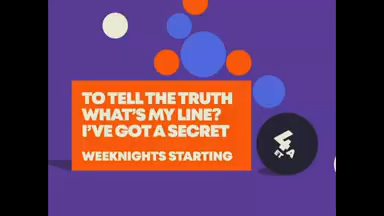 TO TELL THE TRUTH
WHAT'S MY LINE?
I'VE GOT A SECRET
WEEKNIGHTS STARTING